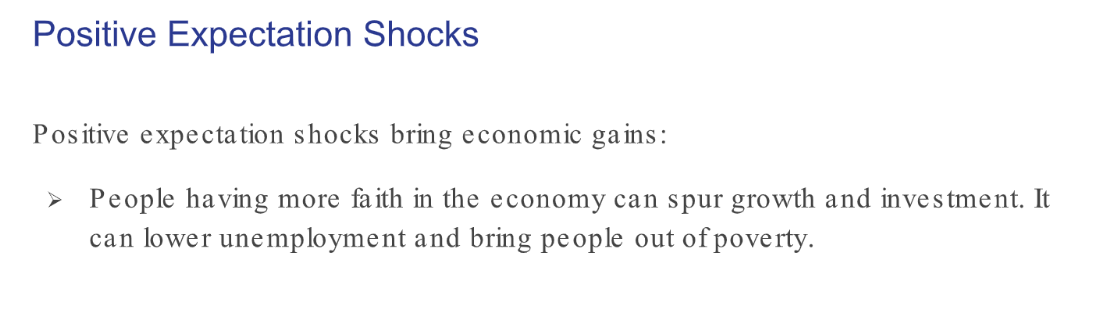 Positive Expectation Shocks
Positive expectation shocks bring economic gains:
➢ People having more faith in the economy can spur growth and investment. It
can lower unemployment and bring people out of poverty.